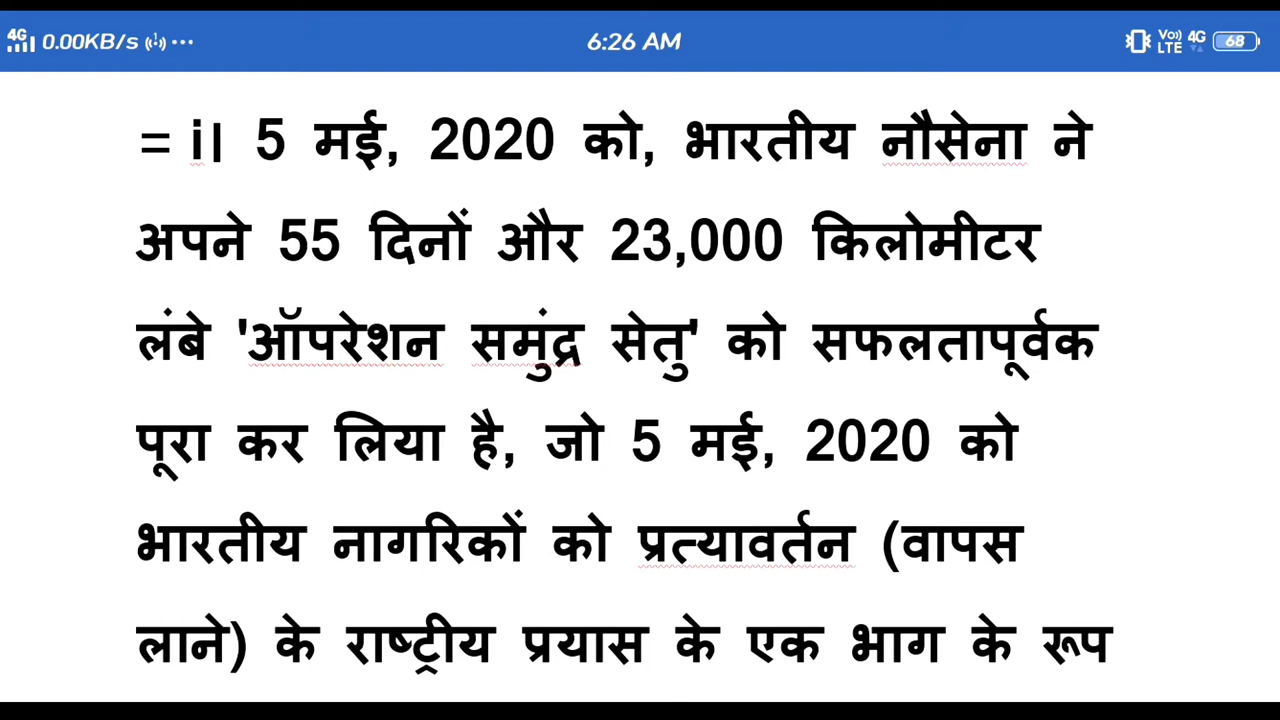 4G 0.00KB/s ... 6:26 AM Vo)) LTE 4G 68
= i। 5 मई, 2020 को, भारतीय नौसेना ने
अपने 55 दिनों और 23,000 किलोमीटर
लंबे 'ऑपरेशन समुंद्र सेतु' को सफलतापूर्वक
पूरा कर लिया है, जो 5 मई, 2020 को
भारतीय नागरिकों को प्रत्यावर्तन (वापस
लाने) के राष्ट्रीय प्रयास के एक भाग के रूप